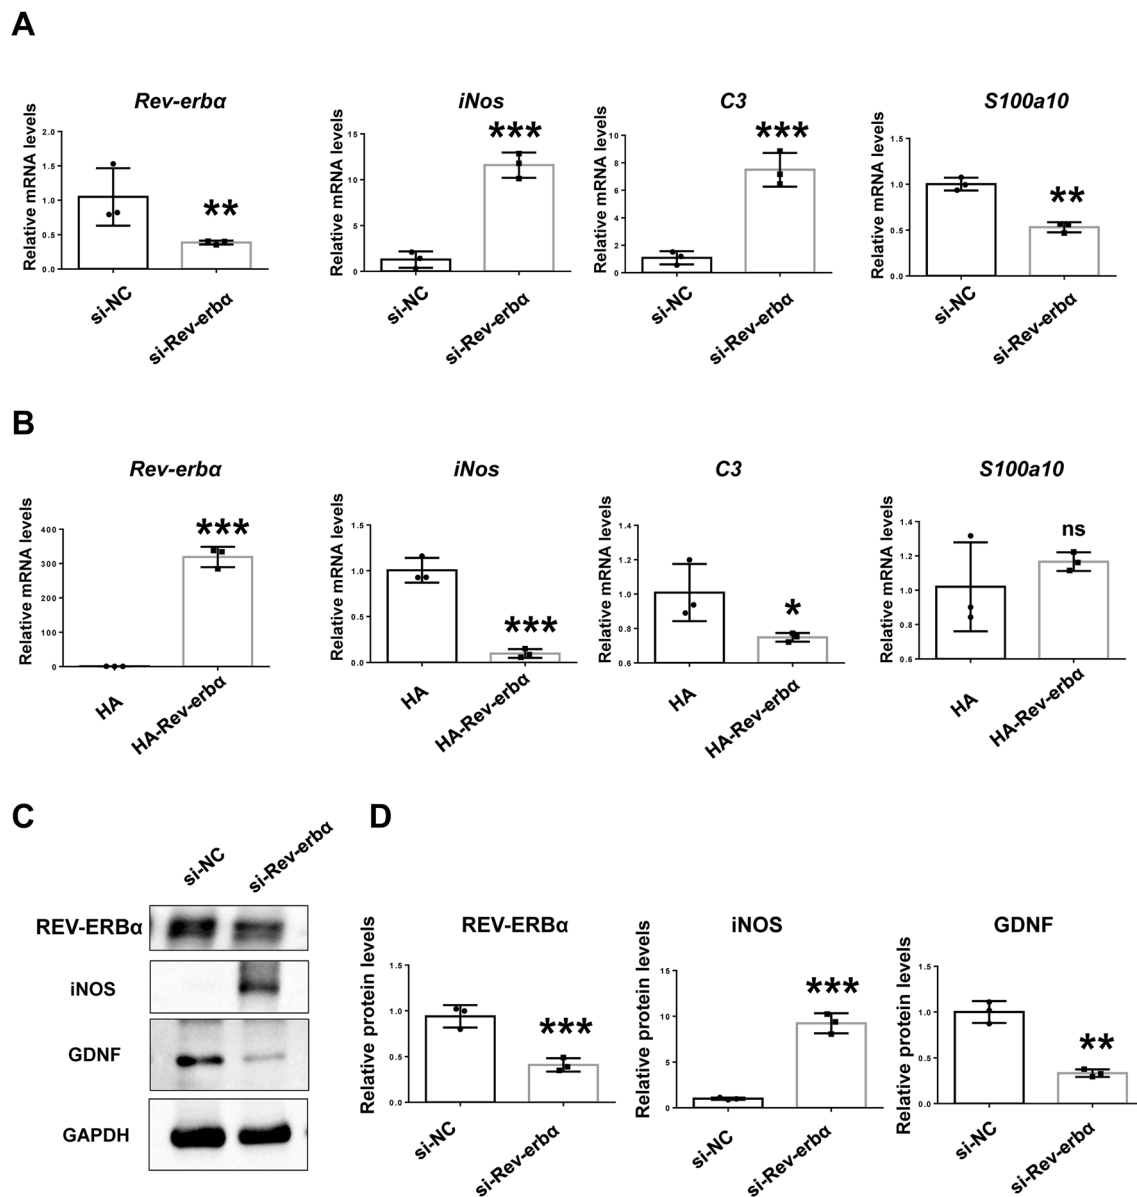 A
Rev-erbα
Relative mRNA levels
2.0
1.5
1.0
0.5
0.0
**
si-NC
si-Rev-erbα
iNos
Relative mRNA levels
15
10
5
0
***
si-NC
si-Rev-erbα
C3
Relative mRNA levels
10
8
6
4
2
0
***
si-NC
si-Rev-erbα
S100a10
Relative mRNA levels
1.5
1.0
0.5
0.0
**
si-NC
si-Rev-erbα
B
Rev-erbα
Relative mRNA levels
400
300
200
100
0
***
HA
HA-Rev-erbα
iNos
Relative mRNA levels
1.5
1.0
0.5
0.0
***
HA
HA-Rev-erbα
C3
Relative mRNA levels
1.4
1.2
1.0
0.8
0.6
*
HA
HA-Rev-erbα
S100a10
Relative mRNA levels
1.4
1.2
1.0
0.8
0.6
ns
HA
HA-Rev-erbα
C
si-NC
si-Rev-erbα
REV-ERBα
iNOS
GDNF
GAPDH
D
REV-ERBα
Relative protein levels
1.5
1.0
0.5
0.0
***
si-NC
si-Rev-erbα
iNOS
Relative protein levels
15
10
5
0
***
si-NC
si-Rev-erbα
GDNF
Relative protein levels
1.5
1.0
0.5
0.0
**
si-NC
si-Rev-erbα